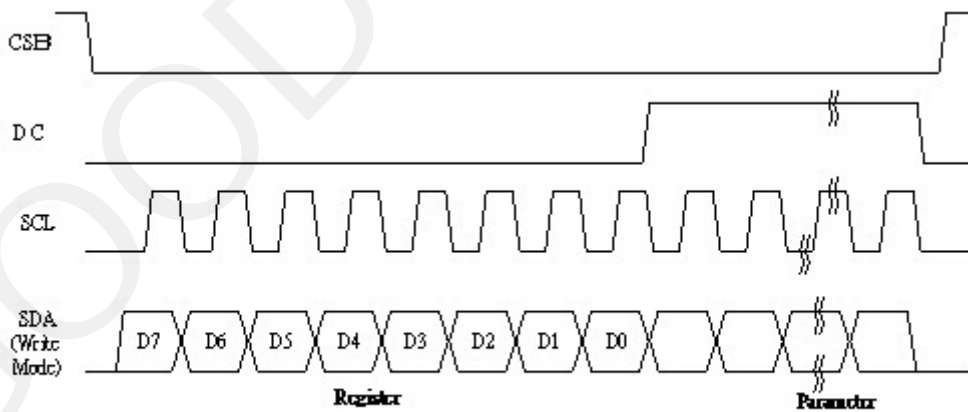 CSB
DC
SCL
SDA
(Write
Mode)
D7 D6 D5 D4 D3 D2 D1 D0
Register Parameter